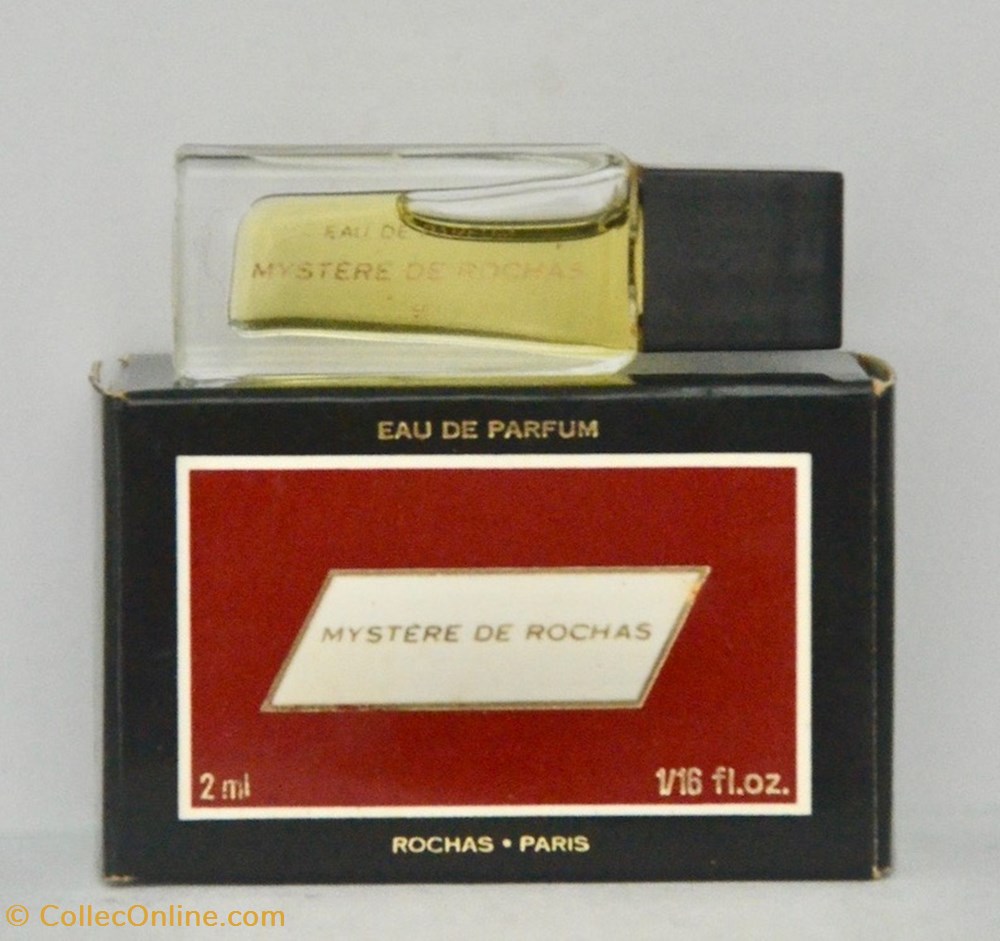 EAU DE
MYSTÈRE DE ROCHAS
EAU DE PARFUM
MYSTÈRE DE ROCHAS
2 ml 1/16 fl.oz.
ROCHAS • PARIS
© CollecOnline.com